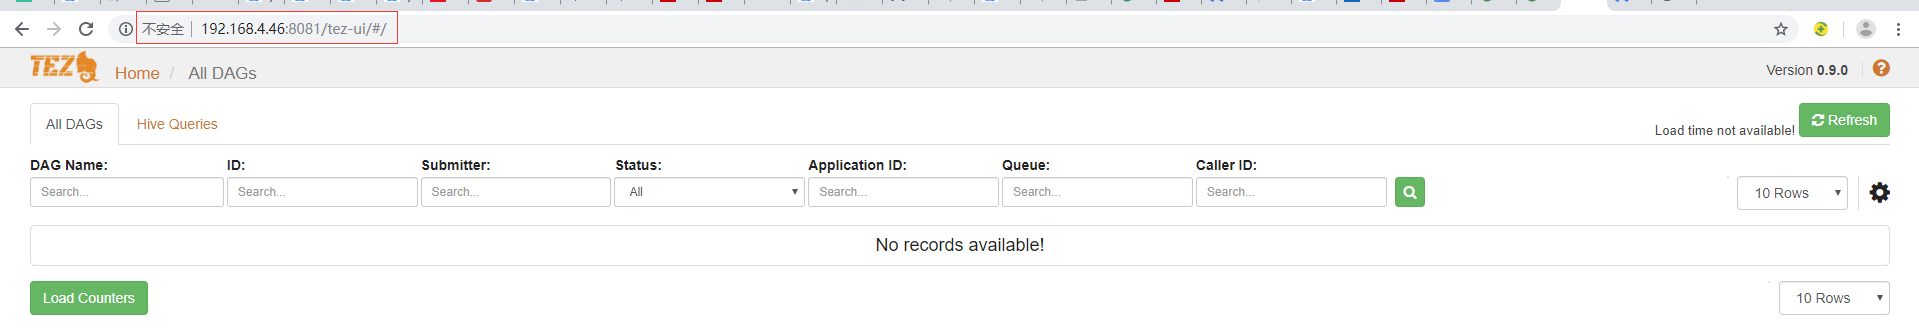 不安全 192.168.4.46:8081/tez-ui/#/
TEZ Home / All DAGs Version 0.9.0
All DAGs Hive Queries Load time not available! Refresh
DAG Name: ID: Submitter: Status: Application ID: Queue: Caller ID:
Search... Search... Search... All Search... Search... Search... 10 Rows
No records available!
Load Counters 10 Rows